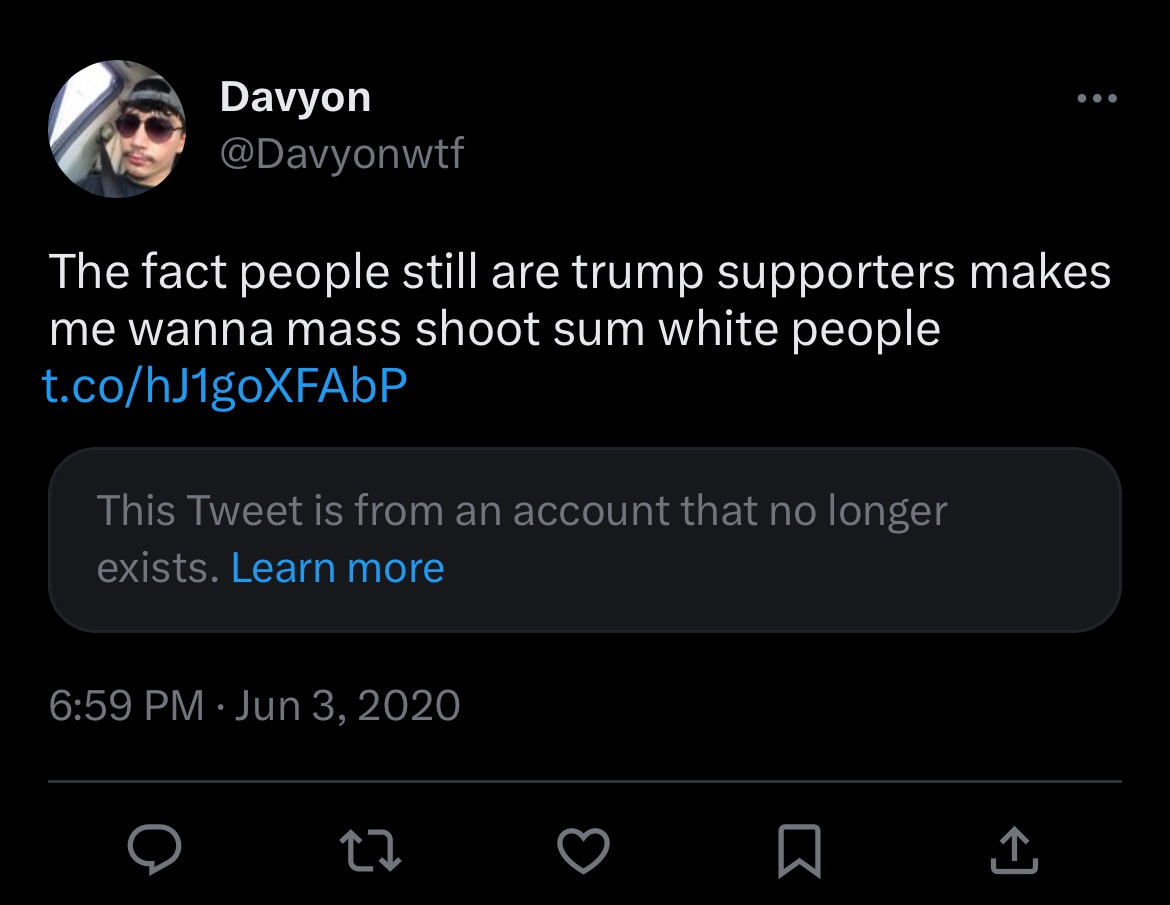 Davyon
@Davyonwtf
The fact people still are trump supporters makes
me wanna mass shoot sum white people
t.co/hJ1goXFAbP
This Tweet is from an account that no longer
exists. Learn more
6:59 PM · Jun 3, 2020